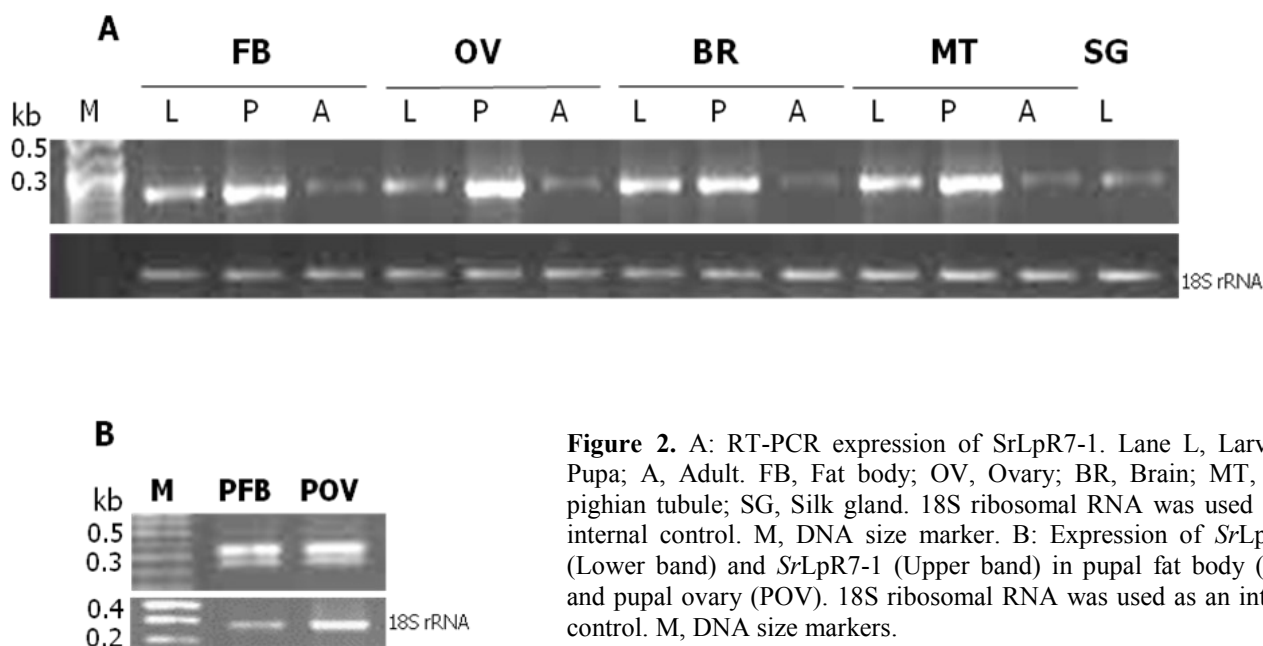 A
FB OV BR MT SG
kb M L P A L P A L P A L P A L
0.5
0.3
18S rRNA
B
kb M PFB POV
0.5
0.3
0.4
0.2
18S rRNA
Figure 2. A: RT-PCR expression of SrLpR7-1. Lane L, Larv
Pupa; A, Adult. FB, Fat body; OV, Ovary; BR, Brain; MT,
pighian tubule; SG, Silk gland. 18S ribosomal RNA was used
internal control. M, DNA size marker. B: Expression of SrLp
(Lower band) and SrLpR7-1 (Upper band) in pupal fat body (
and pupal ovary (POV). 18S ribosomal RNA was used as an int
control. M, DNA size markers.